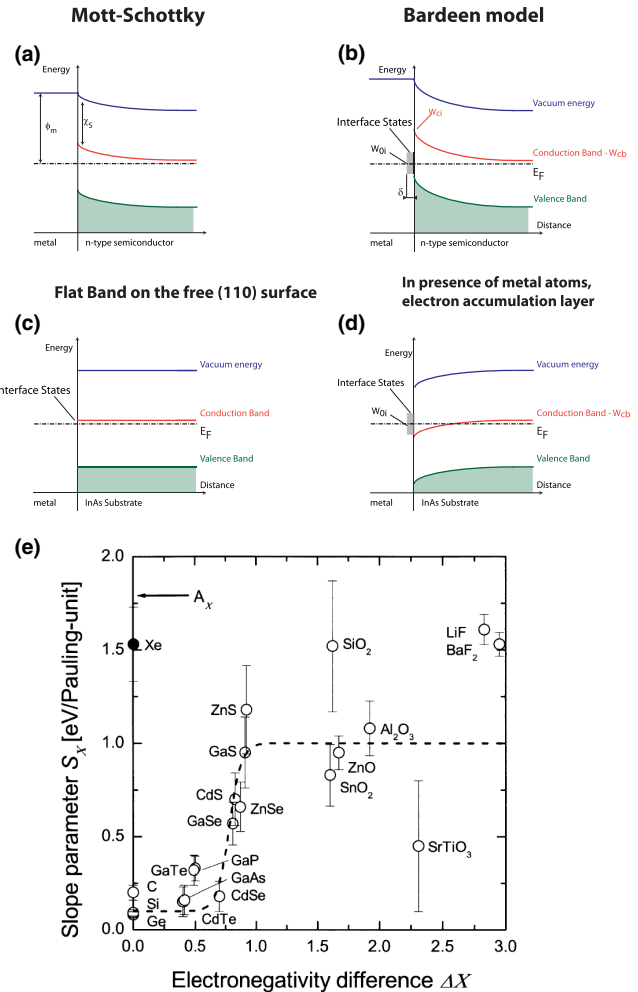 Mott-Schottky
Bardeen model
(a)
Energy
ϕm
χS
metal
n-type semiconductor
(b)
Energy
Wci
Vacuum energy
Interface States
W0i
Conduction Band - Wcb
EF
δ
Valence Band
Distance
metal
n-type semiconductor
Flat Band on the free (110) surface
In presence of metal atoms,
electron accumulation layer
(c)
Energy
Vacuum energy
nterface States
Conduction Band
EF
Valence Band
Distance
metal
InAs Substrate
(d)
Energy
Vacuum energy
Interface States
W0i
Conduction Band - Wcb
EF
Valence Band
Distance
metal
InAs Substrate
(e)
Slope parameter SX [eV/Pauling-unit]
2.0
1.5
1.0
0.5
0.0
AX
Xe
SiO2
LiF
BaF2
ZnS
Al2O3
GaS
ZnO
CdS
SnO2
ZnSe
GaSe
SrTiO3
GaTe
GaP
GaAs
C
CdSe
Si
Ge
CdTe
0.0 0.5 1.0 1.5 2.0 2.5 3.0
Electronegativity difference ΔX